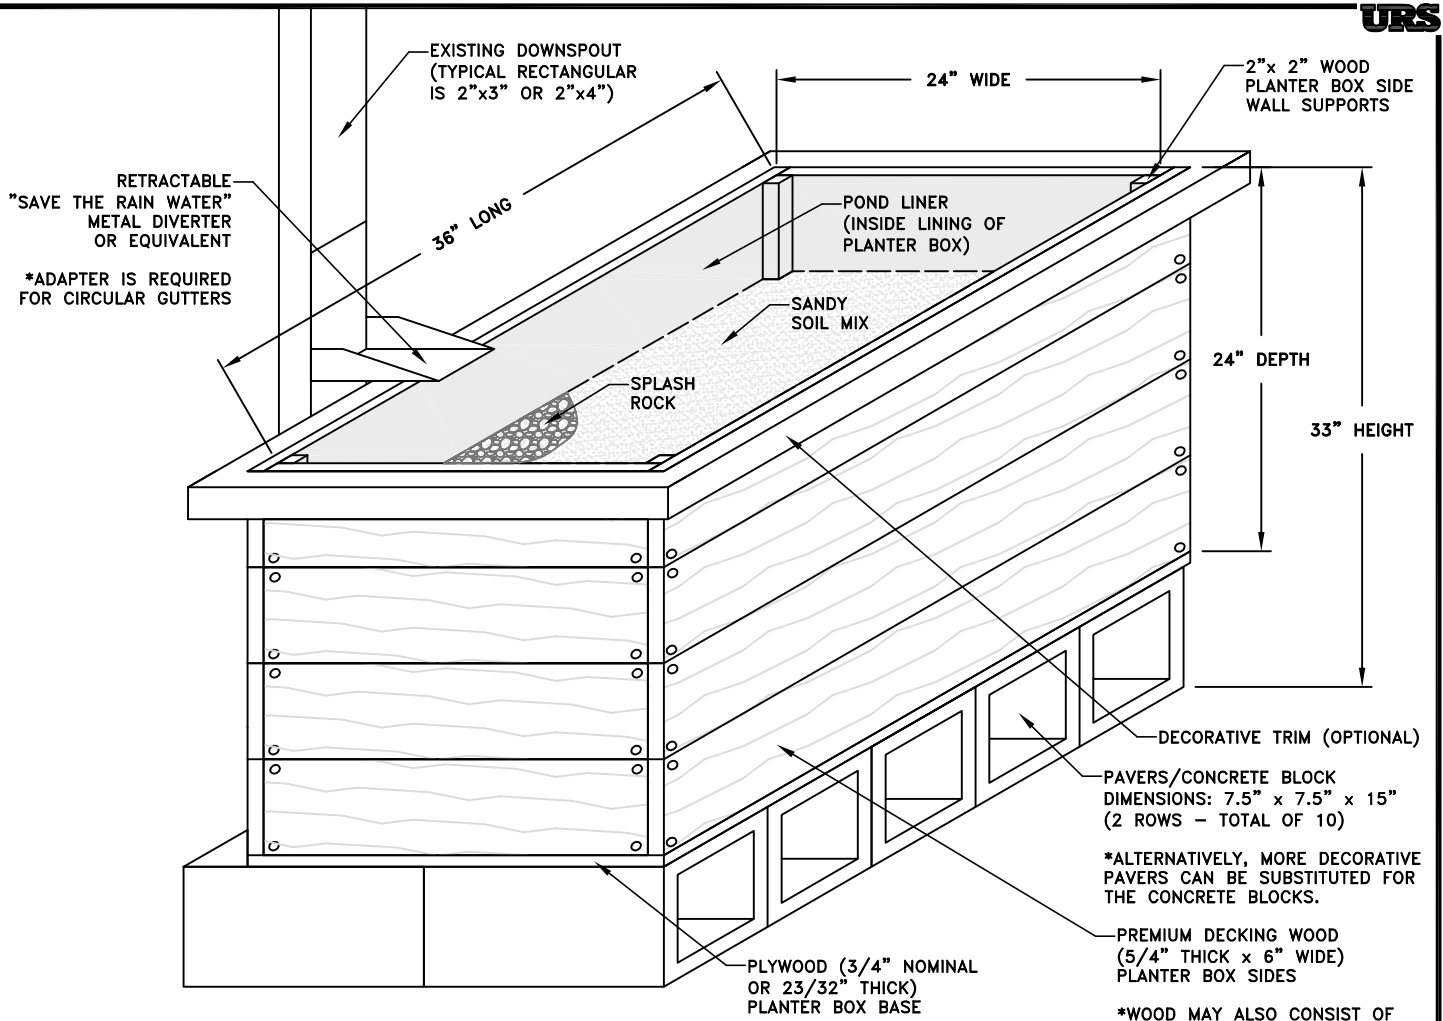 URS
EXISTING DOWNSPOUT
(TYPICAL RECTANGULAR
IS 2"x3" OR 2"x4")
24" WIDE
2"x 2" WOOD
PLANTER BOX SIDE
WALL SUPPORTS
RETRACTABLE
"SAVE THE RAIN WATER"
METAL DIVERTER
OR EQUIVALENT
*ADAPTER IS REQUIRED
FOR CIRCULAR GUTTERS
36" LONG
POND LINER
(INSIDE LINING OF
PLANTER BOX)
SANDY
SOIL MIX
SPLASH
ROCK
24" DEPTH
33" HEIGHT
DECORATIVE TRIM (OPTIONAL)
PAVERS/CONCRETE BLOCK
DIMENSIONS: 7.5" x 7.5" x 15"
(2 ROWS – TOTAL OF 10)
*ALTERNATIVELY, MORE DECORATIVE
PAVERS CAN BE SUBSTITUTED FOR
THE CONCRETE BLOCKS.
PREMIUM DECKING WOOD
(5/4" THICK x 6" WIDE)
PLANTER BOX SIDES
*WOOD MAY ALSO CONSIST OF
PLYWOOD (3/4" NOMINAL
OR 23/32" THICK)
PLANTER BOX BASE